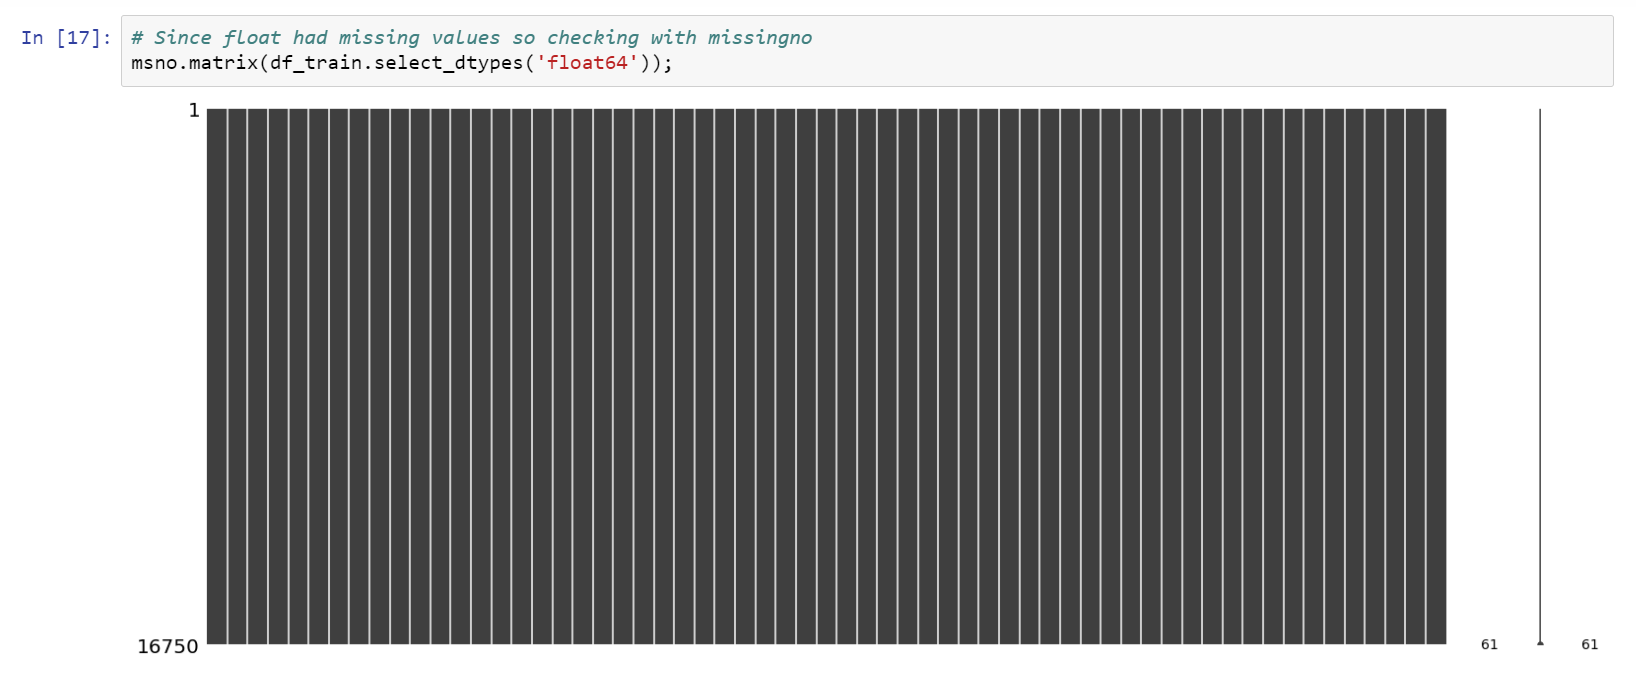 In [17]:
# Since float had missing values so checking with missingno
msno.matrix(df_train.select_dtypes('float64'));
1
16750
61
61